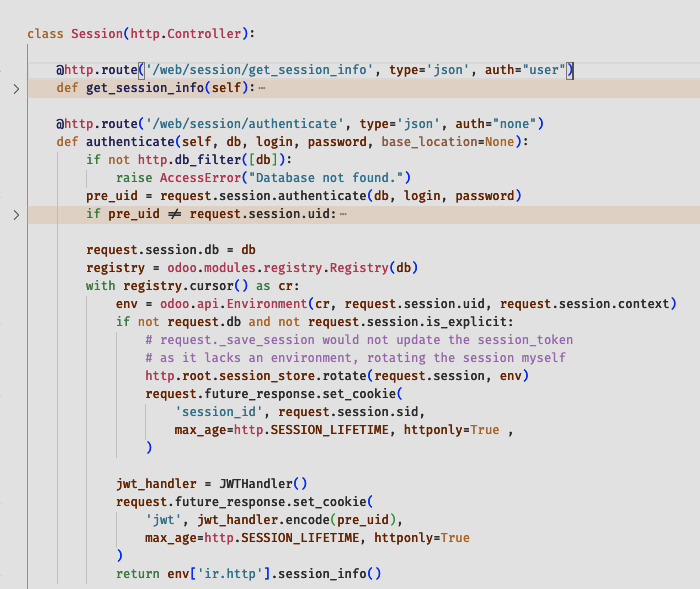 class Session(http.Controller):
@http.route('/web/session/get_session_info', type='json', auth="user")
def get_session_info(self):⋯
@http.route('/web/session/authenticate', type='json', auth="none")
def authenticate(self, db, login, password, base_location=None):
if not http.db_filter([db]):
raise AccessError("Database not found.")
pre_uid = request.session.authenticate(db, login, password)
if pre_uid ≠ request.session.uid:⋯
request.session.db = db
registry = odoo.modules.registry.Registry(db)
with registry.cursor() as cr:
env = odoo.api.Environment(cr, request.session.uid, request.session.context)
if not request.db and not request.session.is_explicit:
# request._save_session would not update the session_token
# as it lacks an environment, rotating the session myself
http.root.session_store.rotate(request.session, env)
request.future_response.set_cookie(
'session_id', request.session.sid,
max_age=http.SESSION_LIFETIME, httponly=True ,
)
jwt_handler = JWTHandler()
request.future_response.set_cookie(
'jwt', jwt_handler.encode(pre_uid),
max_age=http.SESSION_LIFETIME, httponly=True
)
return env['ir.http'].session_info()